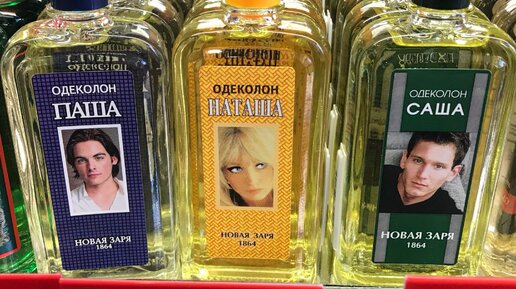 ОДЕКОЛОН
ПАША
НОВАЯ ЗАРЯ
1864
ОДЕКОЛОН
НАТАША
НОВАЯ ЗАРЯ
1864
ОДЕКОЛОН
САША
НОВАЯ ЗАРЯ
1864